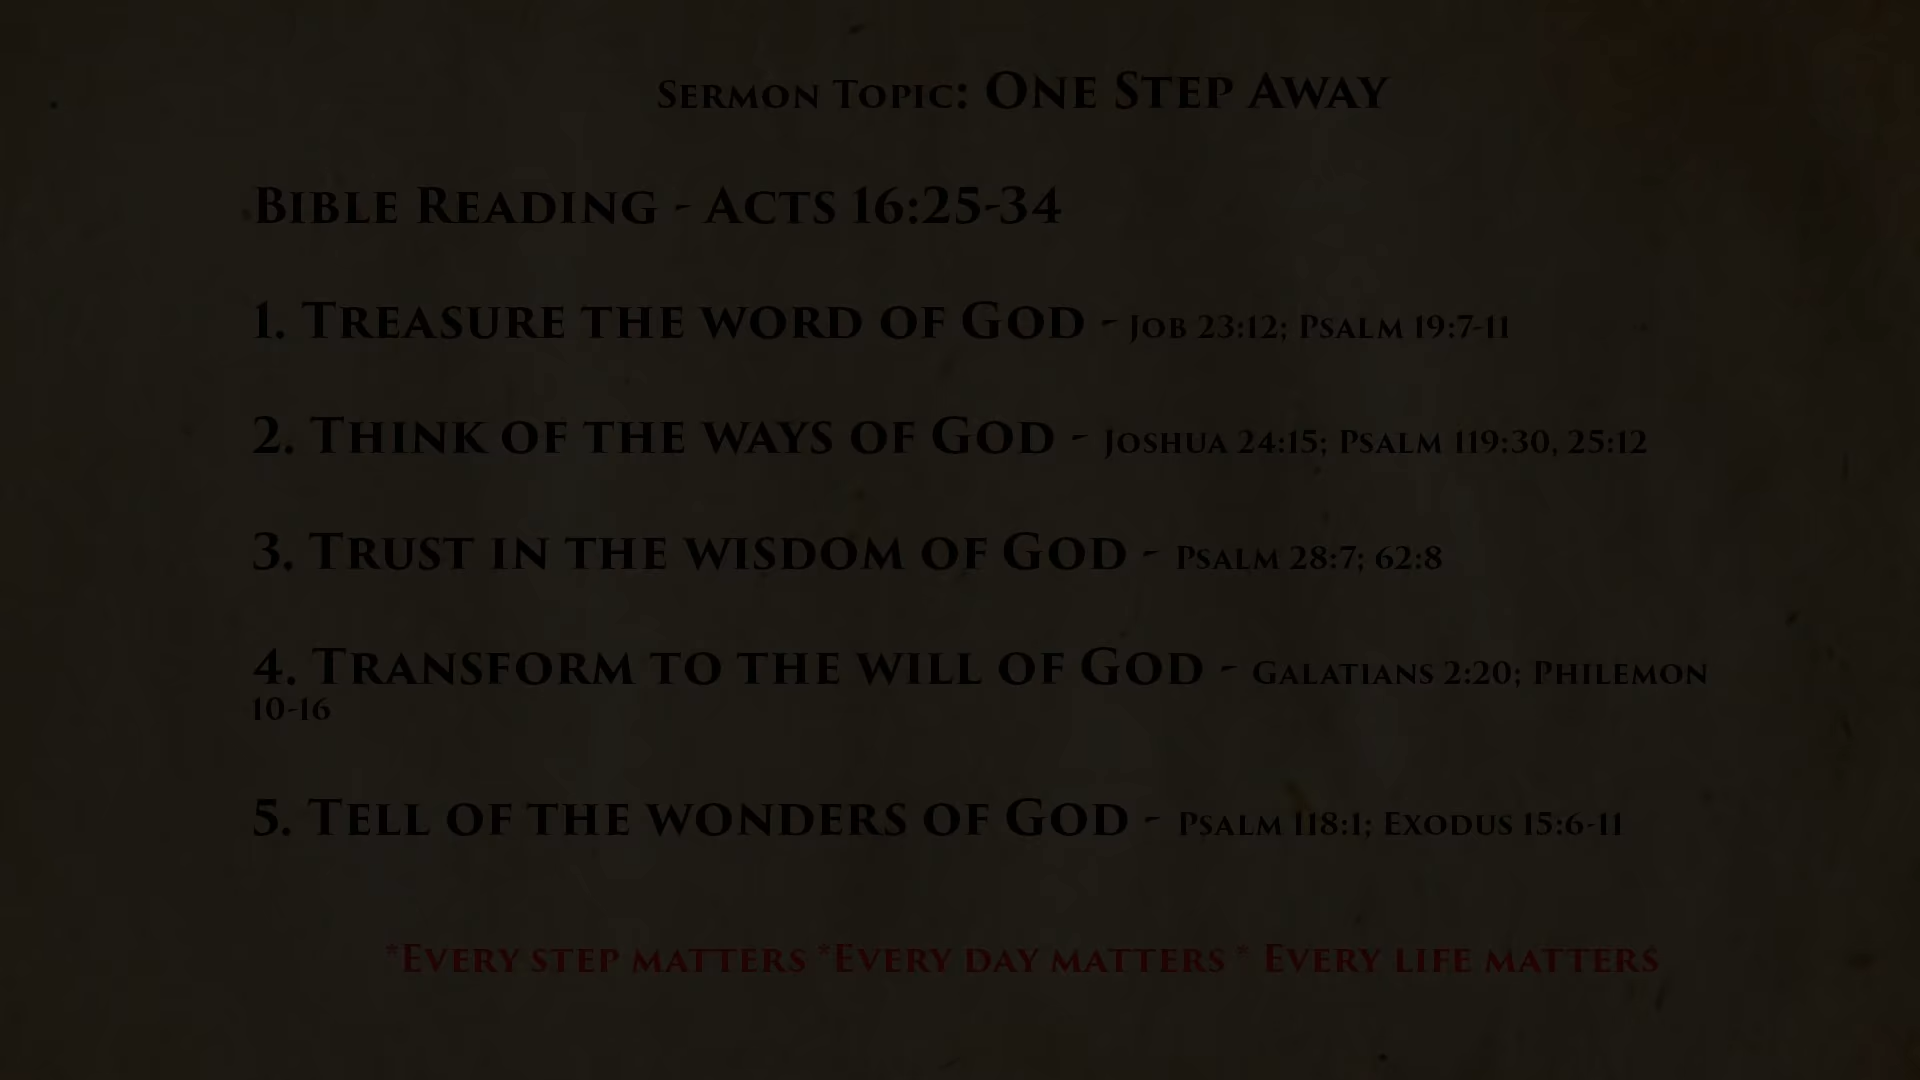 Sermon Topic: One Step Away
Bible Reading - Acts 16:25-34
1. Treasure the word of God - Job 23:12; Psalm 19:7-11
2. Think of the ways of God - Joshua 24:15; Psalm 119:30, 25:12
3. Trust in the wisdom of God - Psalm 28:7; 62:8
4. Transform to the will of God - Galatians 2:20; Philemon
10-16
5. Tell of the wonders of God - Psalm 118:1; Exodus 15:6-11
*Every step matters *Every day matters * Every life matters